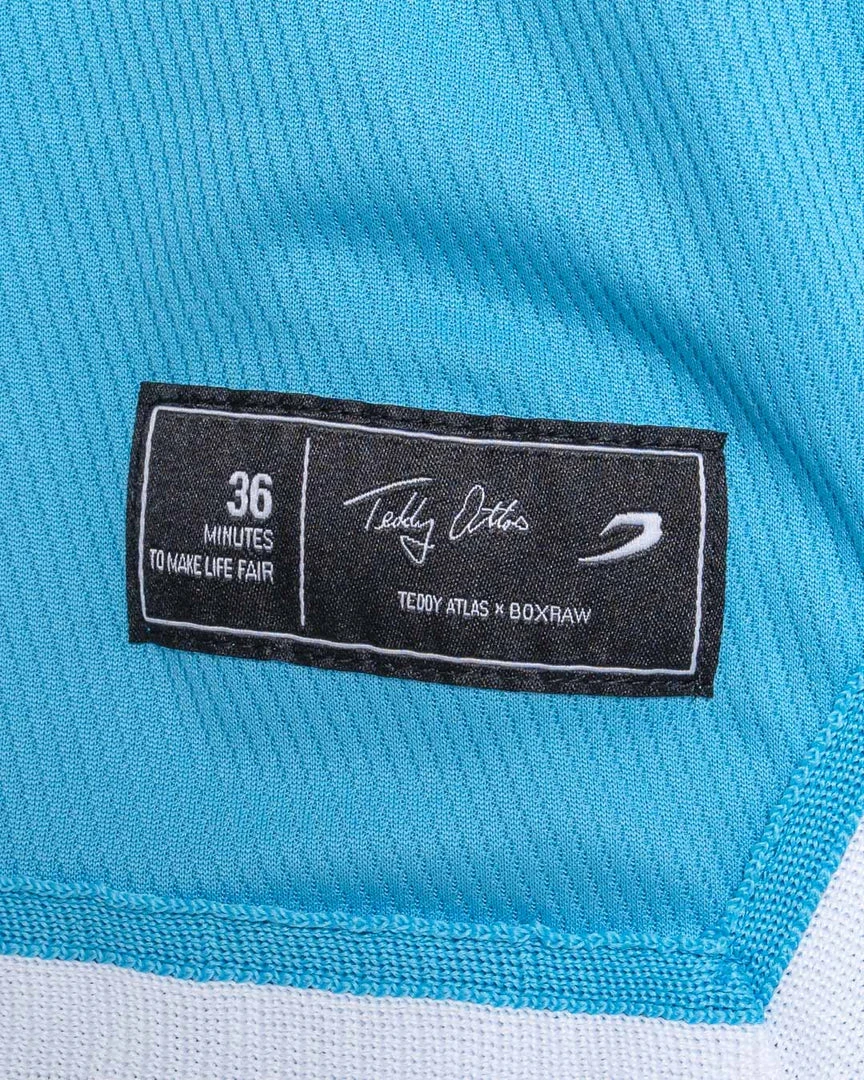 36
MINUTES
TO MAKE LIFE FAIR
Teddy Atlas
TEDDY ATLAS × BOXRAW